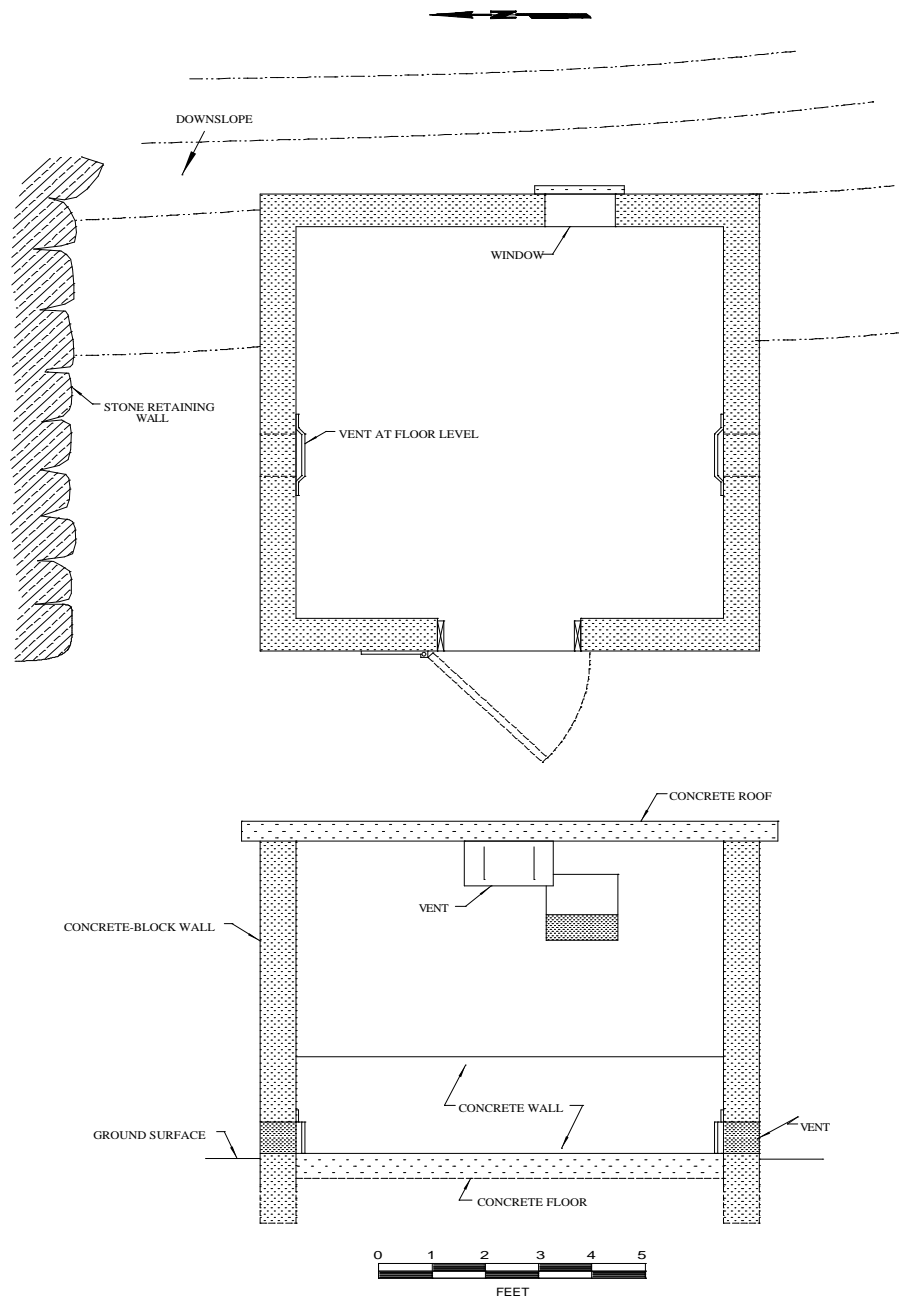 N
DOWNSLOPE
WINDOW
STONE RETAINING
WALL
VENT AT FLOOR LEVEL
CONCRETE ROOF
VENT
CONCRETE-BLOCK WALL
CONCRETE WALL
GROUND SURFACE
VENT
CONCRETE FLOOR
0 1 2 3 4 5
FEET